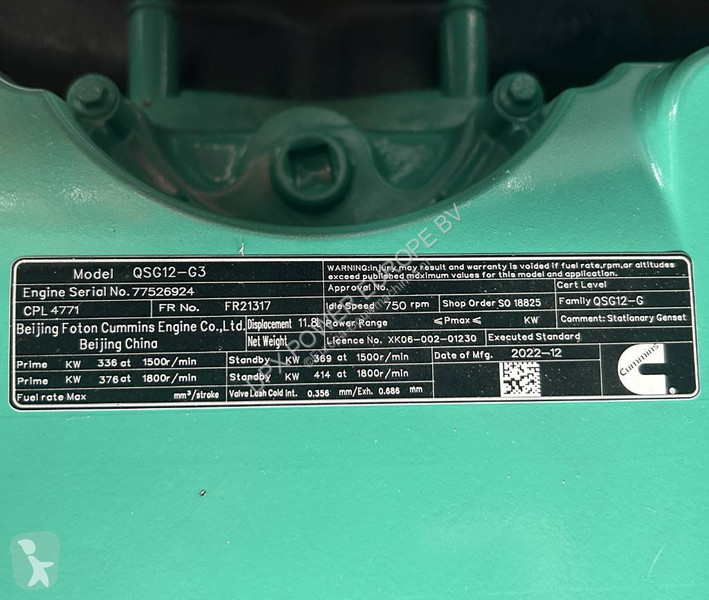 Model QSG12-G3
WARNING:Injury may result and warranty is voided if fuel rate,rpm,or altitudes
exceed published maximum values for this model and application.
Engine Serial No. 77526924
Approval No.
Cert Level
CPL 4771 FR No. FR21317
Idle Speed 750 rpm
Shop Order SO 18825
Family QSG12-G
Beijing Foton Cummins Engine Co.,Ltd.
Beijing China
Displacement 11.8l
Power Range ≤Pmax≤ KW
Comment: Stationary Genset
Net Weight
Licence No. XK06-002-01230
Executed Standard
Prime KW 336 at 1500r/min Standby KW 369 at 1500r/min
Date of Mfg. 2022-12
Prime KW 376 at 1800r/min Standby KW 414 at 1800r/min
Fuel rate Max mm³/stroke
Valve Lash Cold Int. 0.356 mm/Exh. 0.686 mm
Cummins
POWER EUROPE BV